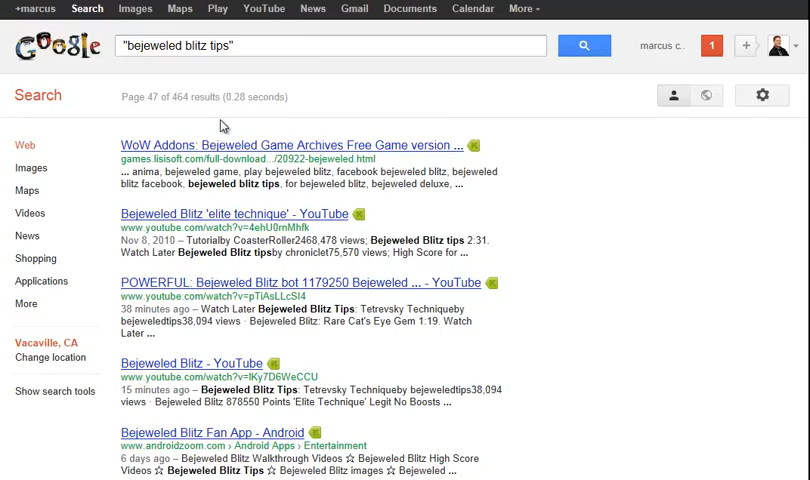 +marcus Search Images Maps Play YouTube News Gmail Documents Calendar More
Google "bejeweled blitz tips" marcus c.. 1 +
Search Page 47 of 464 results (0.28 seconds)
Web
Images
Maps
Videos
News
Shopping
Applications
More
Vacaville, CA
Change location
Show search tools
WoW Addons: Bejeweled Game Archives Free Game version ...
games.lisisoft.com/full-download.../20922-bejeweled.html
... anima, bejeweled game, play bejeweled blitz, facebook bejeweled blitz, bejeweled
blitz facebook, bejeweled blitz tips, for bejeweled blitz, bejeweled deluxe, ...
Bejeweled Blitz 'elite technique' - YouTube
www.youtube.com/watch?v=4ehU0rnMhfk
Nov 8, 2010 – Tutorialby CoasterRoller2468,478 views; Bejeweled Blitz tips 2:31.
Watch Later Bejeweled Blitz tipsby chroniclet75,570 views; High Score for ...
POWERFUL: Bejeweled Blitz bot 1179250 Bejeweled ... - YouTube
www.youtube.com/watch?v=pTiAsLLcSI4
38 minutes ago – Watch Later Bejeweled Blitz Tips: Tetrevsky Techniqueby
bejeweledtips38,094 views · Bejeweled Blitz: Rare Cat's Eye Gem 1:19. Watch
Later ...
Bejeweled Blitz - YouTube
www.youtube.com/watch?v=lKy7D6WeCCU
15 minutes ago – Bejeweled Blitz Tips: Tetrevsky Techniqueby bejeweledtips38,094
views · Bejeweled Blitz 878550 Points 'Elite Technique' Legit No Boosts ...
Bejeweled Blitz Fan App - Android
www.androidzoom.com › Android Apps › Entertainment
6 days ago – Bejeweled Blitz Walkthrough Videos ☆ Bejeweled Blitz High Score
Videos ☆ Bejeweled Blitz Tips ☆ Bejeweled Blitz images ☆ Bejeweled ...